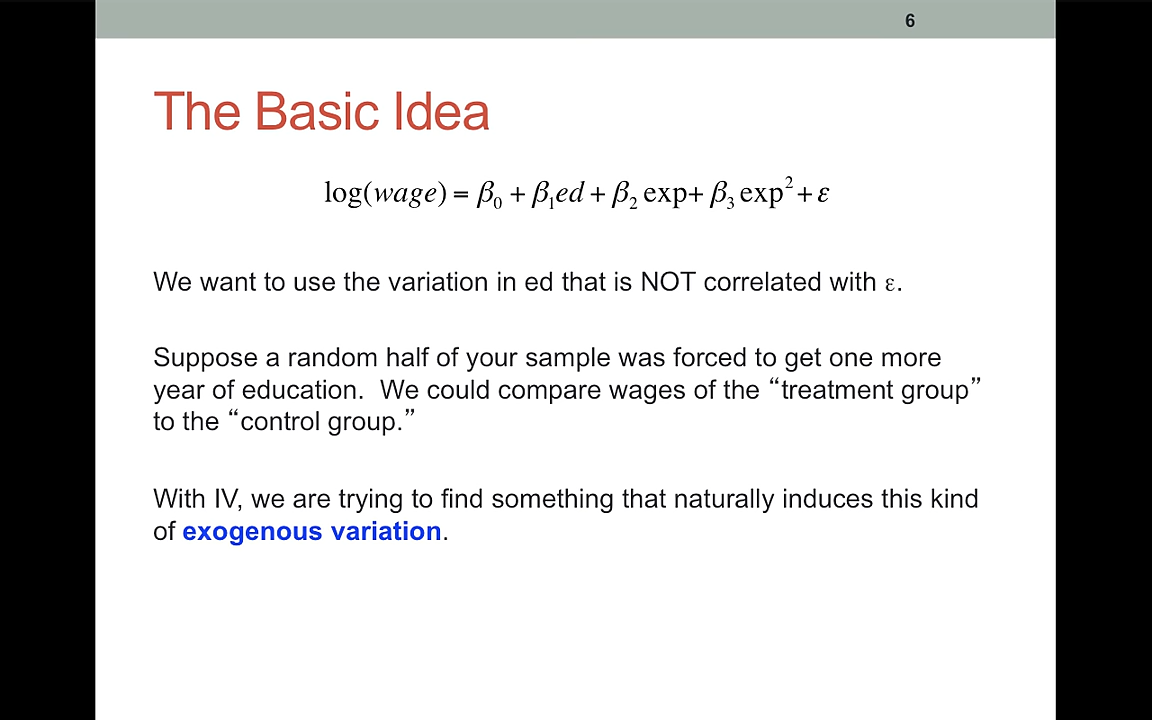 6
The Basic Idea
log(wage) = β₀ + β₁ed + β₂ exp+ β₃ exp² + ε
We want to use the variation in ed that is NOT correlated with ε.
Suppose a random half of your sample was forced to get one more
year of education.  We could compare wages of the “treatment group”
to the “control group.”
With IV, we are trying to find something that naturally induces this kind
of exogenous variation.